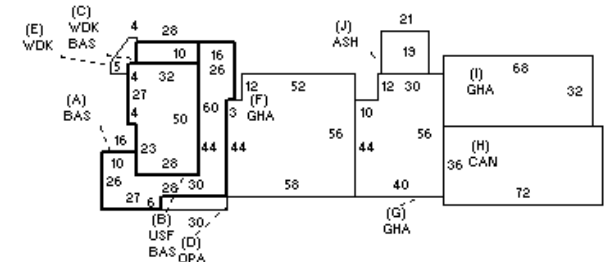 (C)
WDK
BAS
4
28
(E)
WDK
(J)
ASH
21
5
10
16
26
19
4
32
12
52
12
30
(I)
GHA
68
32
27
(A)
BAS
4
50
60
3
(F)
GHA
10
56
56
16
10
23
44
44
44
(H)
CAN
36
28
26
28
30
58
40
72
27
6
(B)
USF
BAS
30
(D)
OPA
(G)
GHA